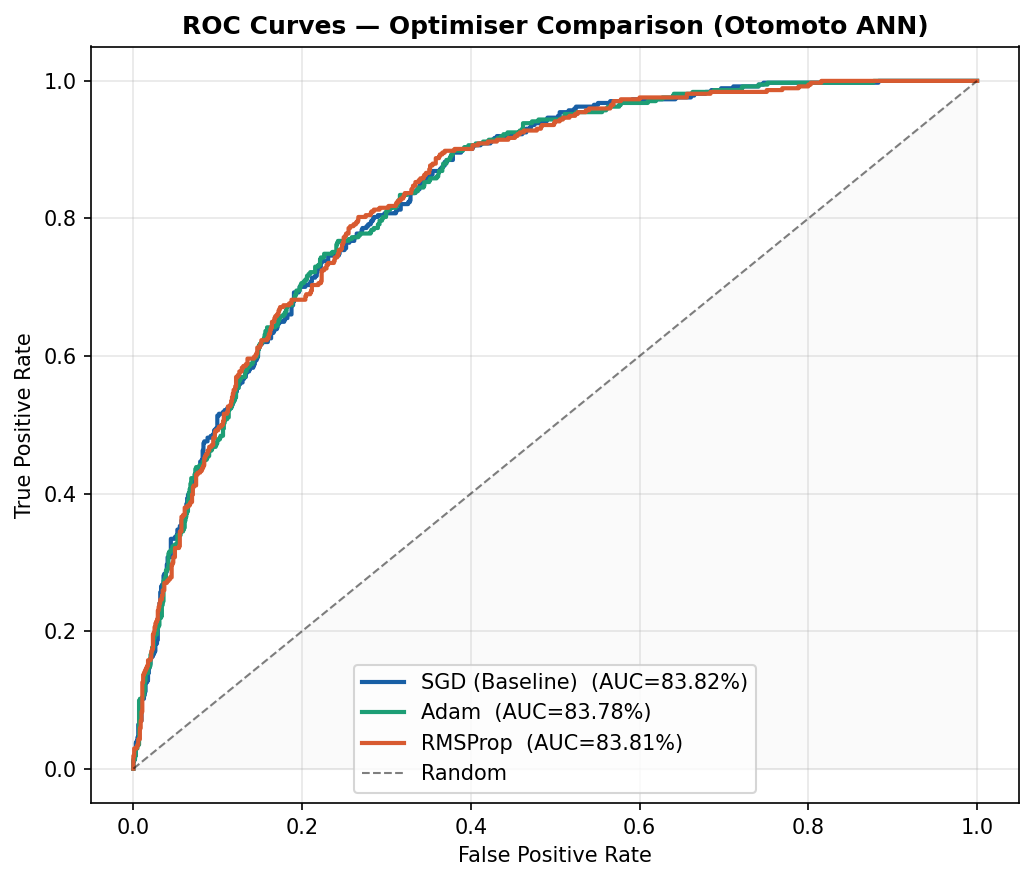 ROC Curves — Optimiser Comparison (Otomoto ANN)
True Positive Rate
1.0
0.8
0.6
0.4
0.2
0.0
SGD (Baseline)  (AUC=83.82%)
Adam  (AUC=83.78%)
RMSProp  (AUC=83.81%)
Random
0.0 0.2 0.4 0.6 0.8 1.0
False Positive Rate